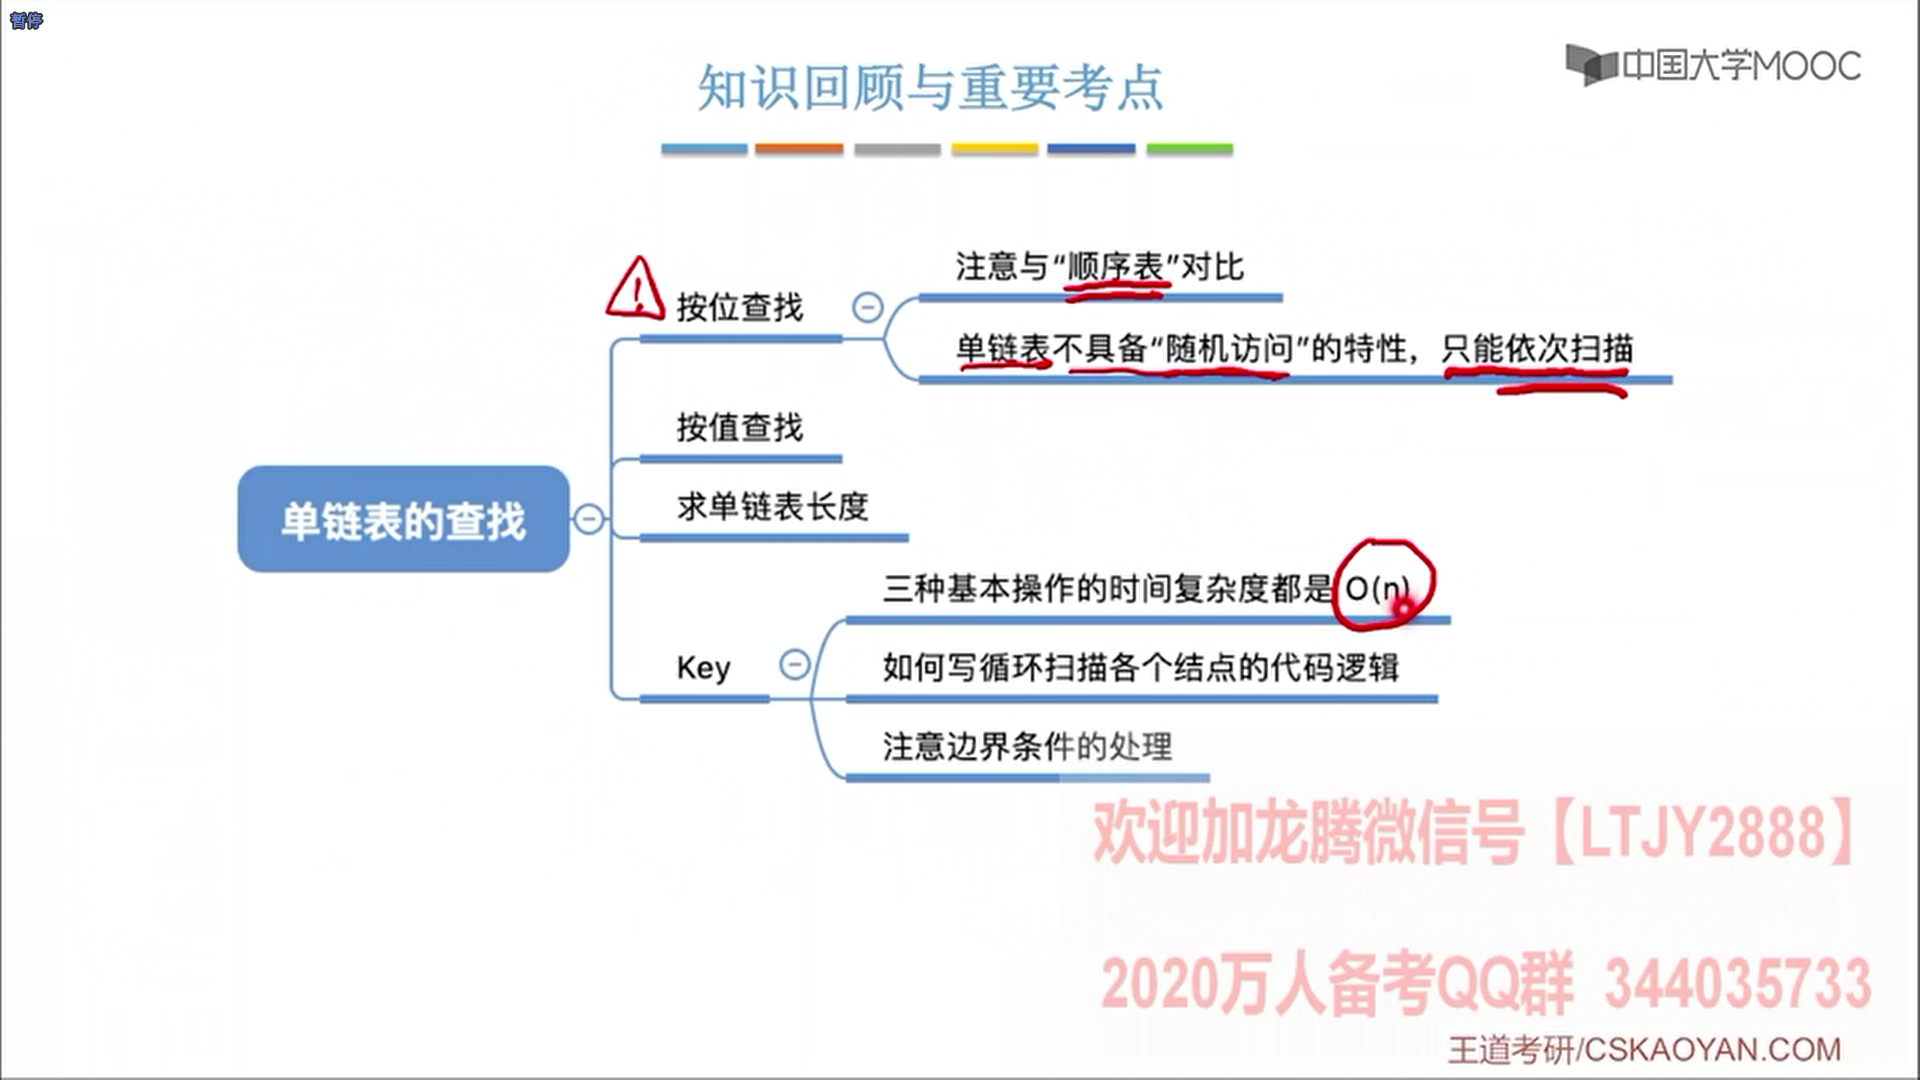 暂停
中国大学MOOC
知识回顾与重要考点
注意与“顺序表”对比
按位查找
单链表不具备“随机访问”的特性，只能依次扫描
按值查找
单链表的查找
求单链表长度
三种基本操作的时间复杂度都是 O(n)
Key
如何写循环扫描各个结点的代码逻辑
注意边界条件的处理
欢迎加龙腾微信号【LTJY2888】
2020万人备考QQ群 344035733
王道考研/CSKAOYAN.COM